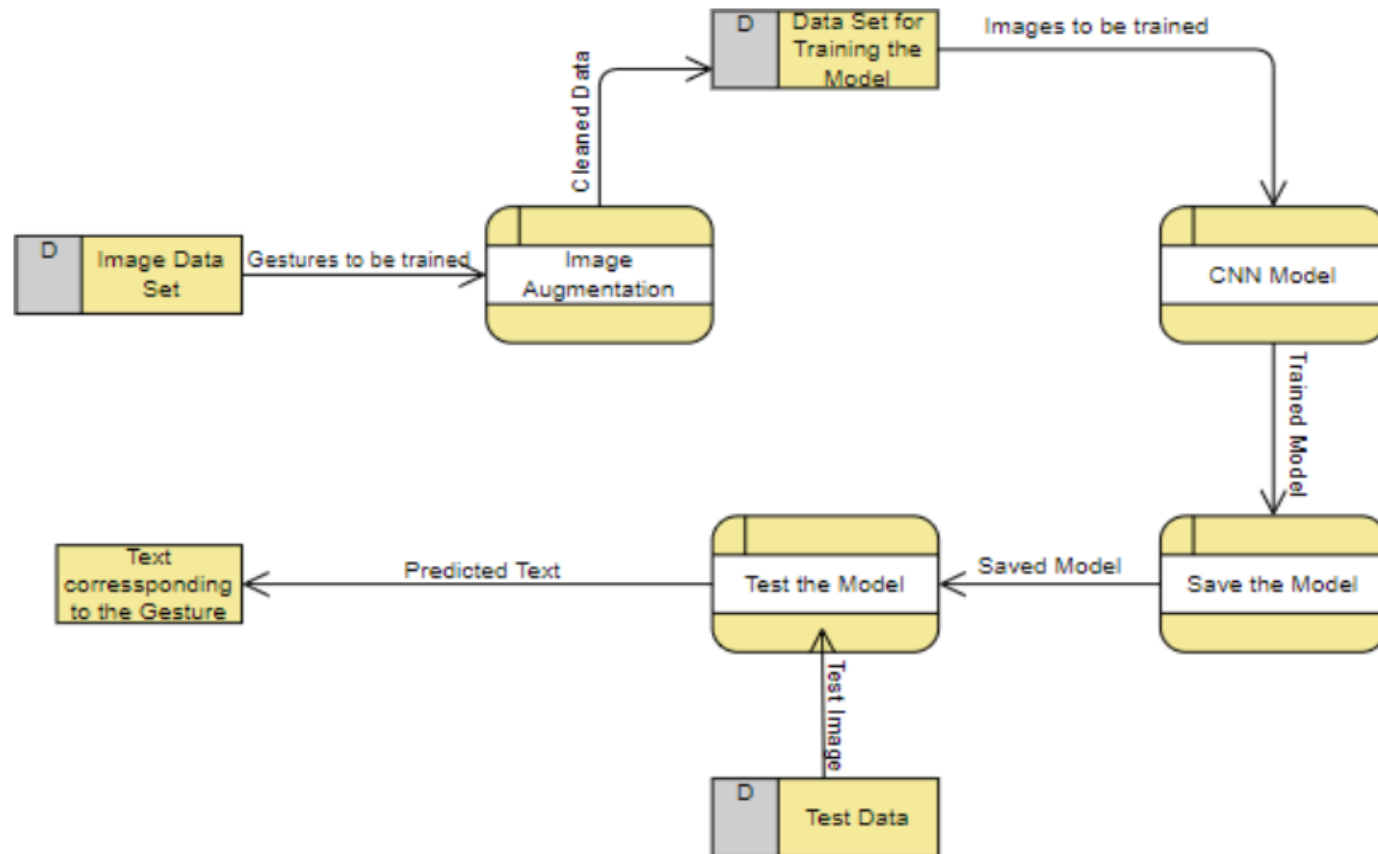 D
Data Set for
Training the
Model
Images to be trained
Cleaned Data
D
Image Data
Set
Gestures to be trained
Image
Augmentation
CNN Model
Trained Model
Text
corressponding
to the Gesture
Predicted Text
Test the Model
Saved Model
Save the Model
Test Image
D
Test Data